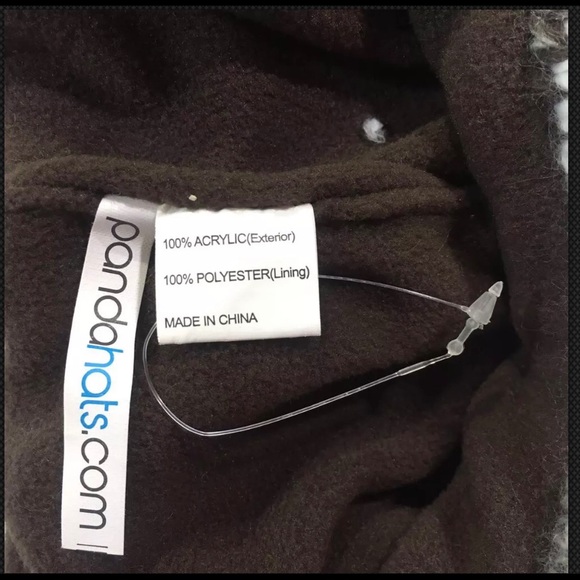 pandahats.com
100% ACRYLIC(Exterior)
100% POLYESTER(Lining)
MADE IN CHINA